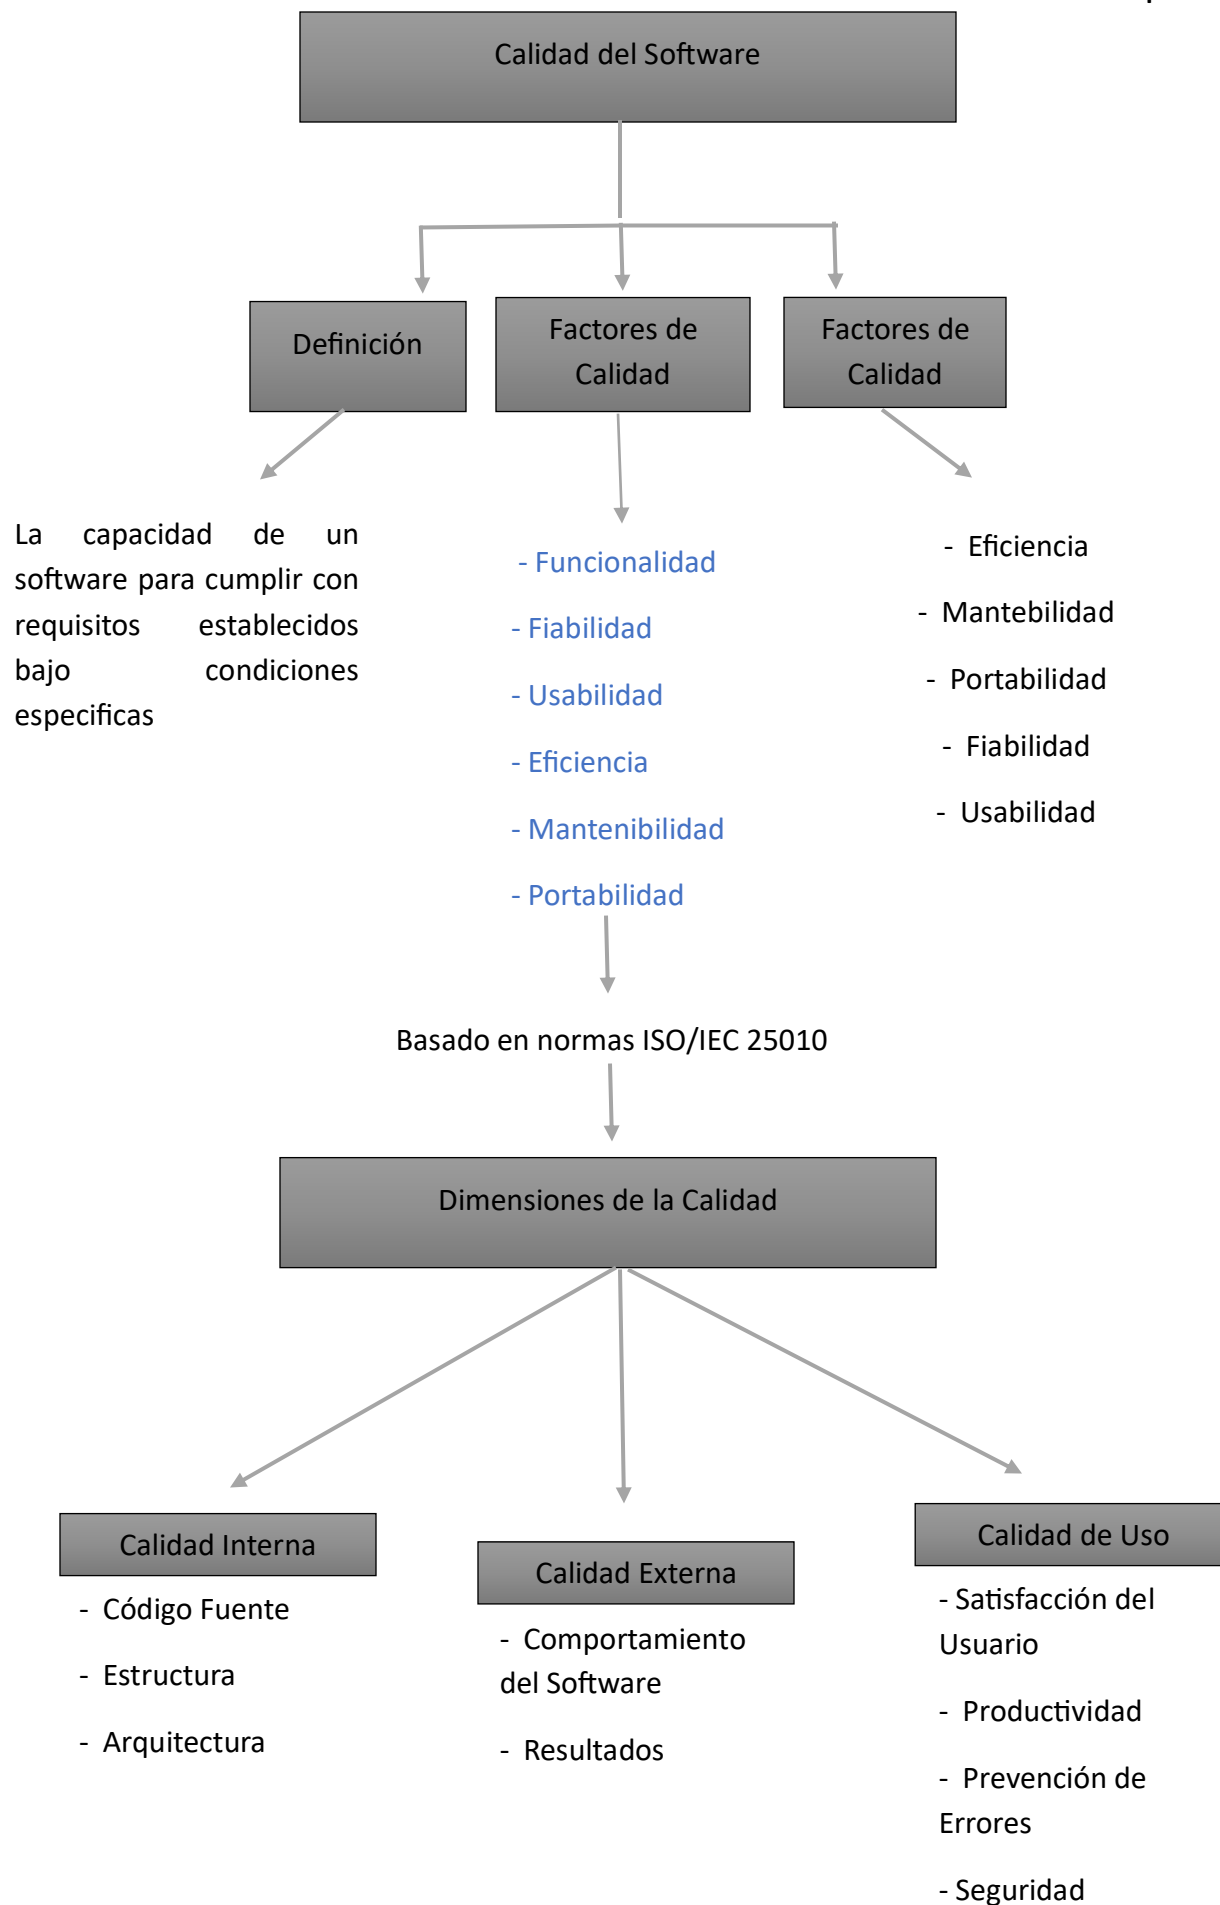 Calidad del Software
Definición
Factores de
Calidad
Factores de
Calidad
La capacidad de un
software para cumplir con
requisitos establecidos
bajo condiciones
especificas
- Funcionalidad
- Fiabilidad
- Usabilidad
- Eficiencia
- Mantenibilidad
- Portabilidad
- Eficiencia
- Mantebilidad
- Portabilidad
- Fiabilidad
- Usabilidad
Basado en normas ISO/IEC 25010
Dimensiones de la Calidad
Calidad Interna
- Código Fuente
- Estructura
- Arquitectura
Calidad Externa
- Comportamiento
del Software
- Resultados
Calidad de Uso
- Satisfacción del
Usuario
- Productividad
- Prevención de
Errores
- Seguridad